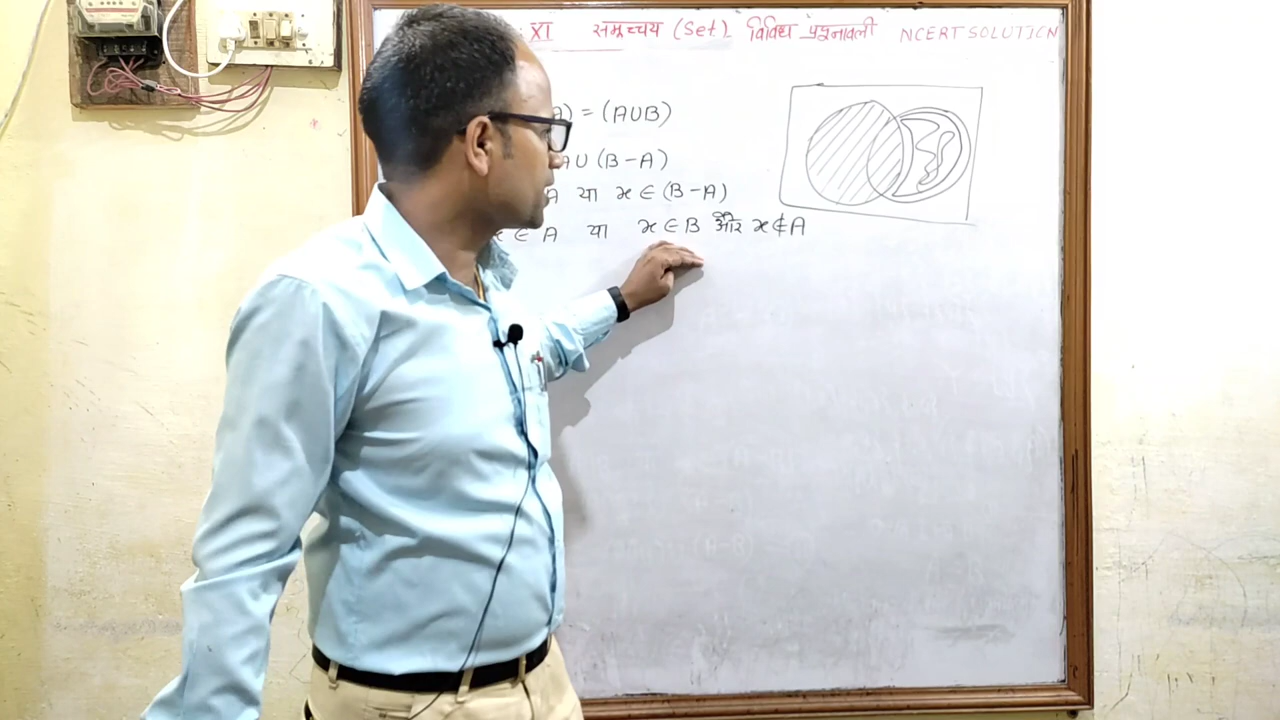 XI समुच्चय (Set) विविध प्रश्नावली NCERT SOLUTION
A) = (A∪B)
A∪(B-A)
A या x∈(B-A)
x∈A या x∈B और x∉A